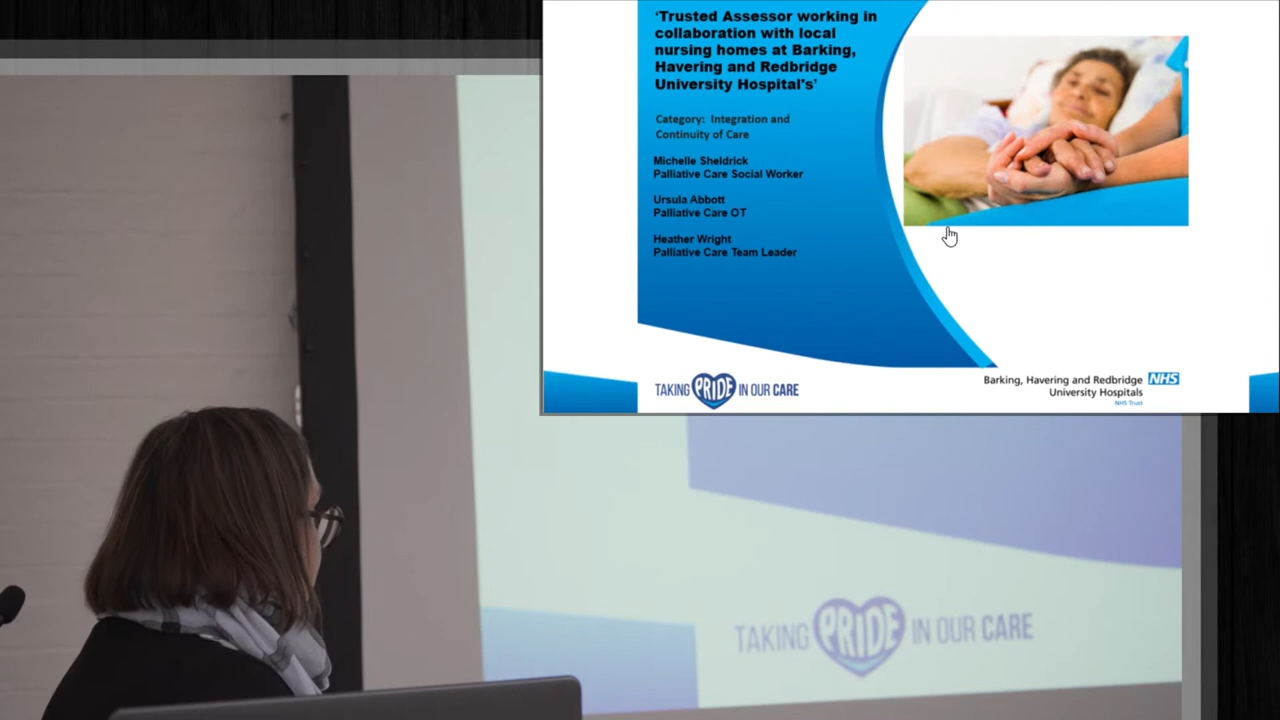 ‘Trusted Assessor working in
collaboration with local
nursing homes at Barking,
Havering and Redbridge
University Hospital's’
Category: Integration and
Continuity of Care
Michelle Sheldrick
Palliative Care Social Worker
Ursula Abbott
Palliative Care OT
Heather Wright
Palliative Care Team Leader
TAKING PRIDE IN OUR CARE
Barking, Havering and Redbridge NHS
University Hospitals
NHS Trust
TAKING PRIDE IN OUR CARE